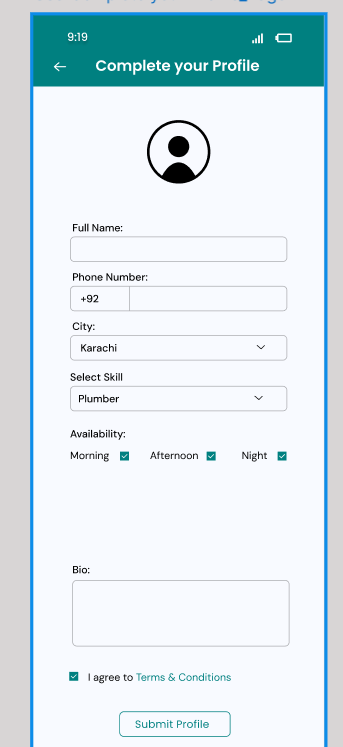 9:19
Complete your Profile
Full Name:
Phone Number:
+92
City:
Karachi
Select Skill
Plumber
Availability:
Morning Afternoon Night
Bio:
I agree to Terms & Conditions
Submit Profile